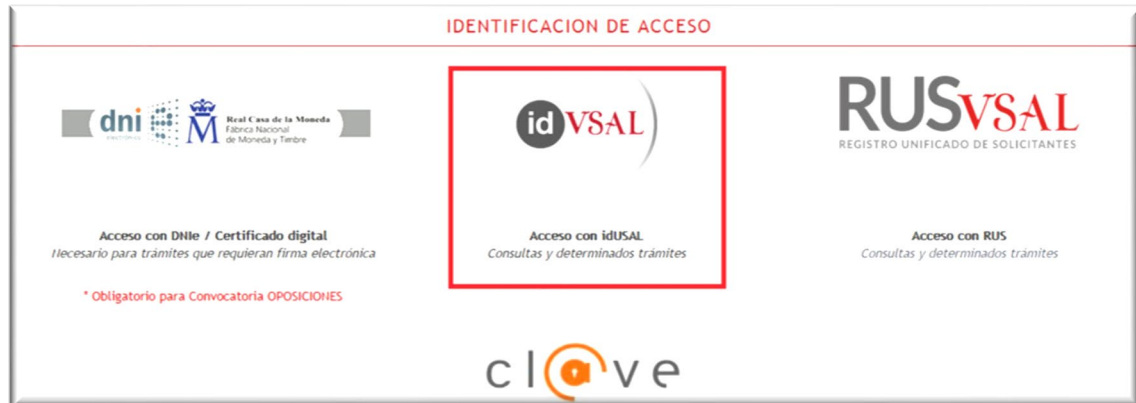 IDENTIFICACION DE ACCESO
dni
Real Casa de la Moneda
Fábrica Nacional
de Moneda y Timbre
id VSAL
RUSVSAL
REGISTRO UNIFICADO DE SOLICITANTES
Acceso con DNIe / Certificado digital
Necesario para trámites que requieran firma electrónica
* Obligatorio para Convocatoria OPOSICIONES
Acceso con idUSAL
Consultas y determinados trámites
Acceso con RUS
Consultas y determinados trámites
cl@ve